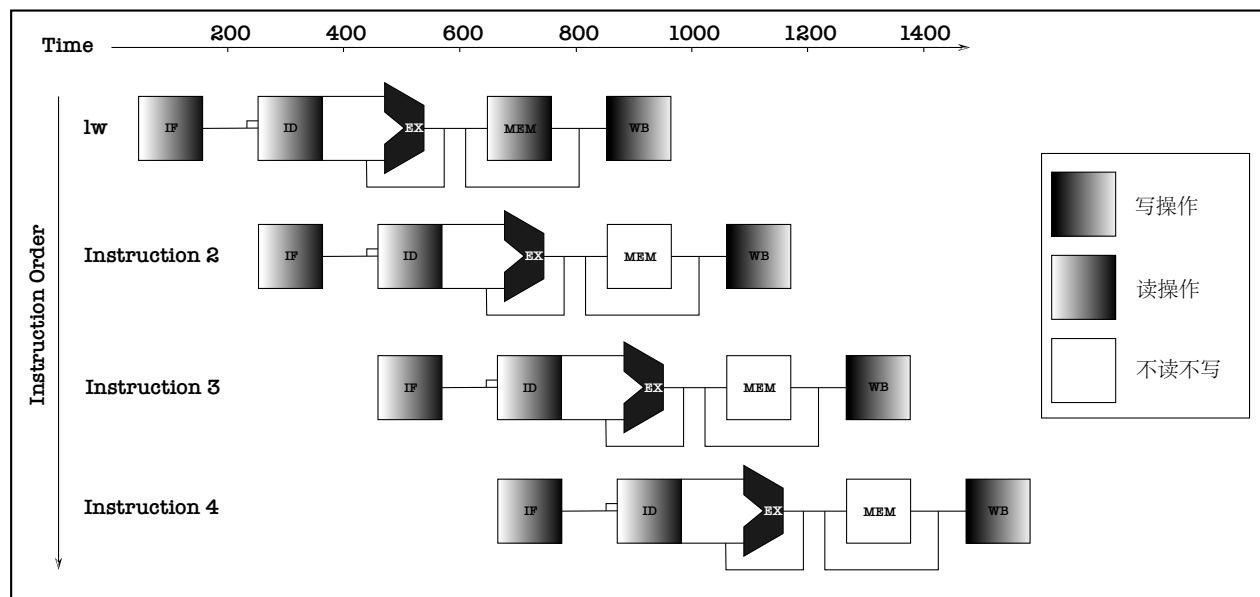 Time 200 400 600 800 1000 1200 1400
Instruction Order
lw IF ID EX MEM WB
Instruction 2 IF ID EX MEM WB
Instruction 3 IF ID EX MEM WB
Instruction 4 IF ID EX MEM WB
写操作
读操作
不读不写